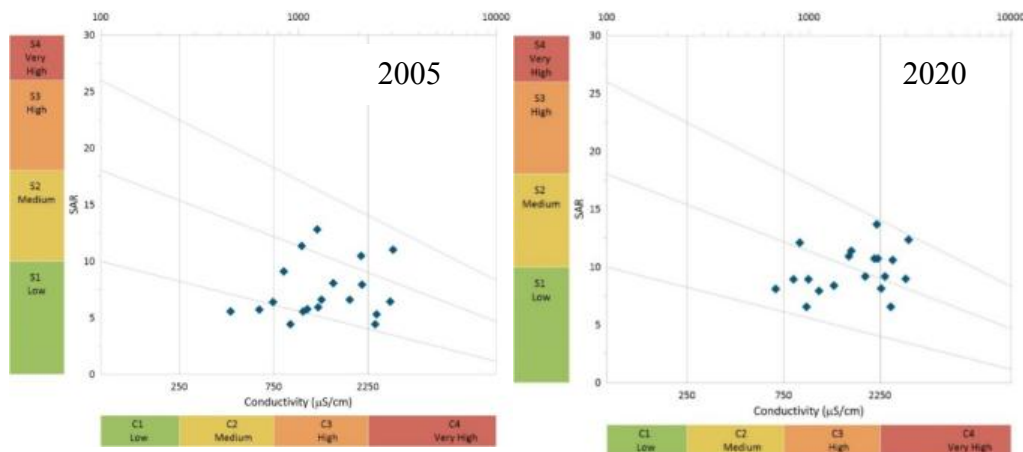 100
1000
10000
30
25
20
15
10
5
0
S4
Very
High
S3
High
S2
Medium
S1
Low
SAR
2005
250
750
2250
Conductivity (μS/cm)
C1
Low
C2
Medium
C3
High
C4
Very High
100
1000
10000
30
25
20
15
10
5
0
S4
Very
High
S3
High
S2
Medium
S1
Low
SAR
2020
250
750
2250
Conductivity (μS/cm)
C1
Low
C2
Medium
C3
High
C4
Very High